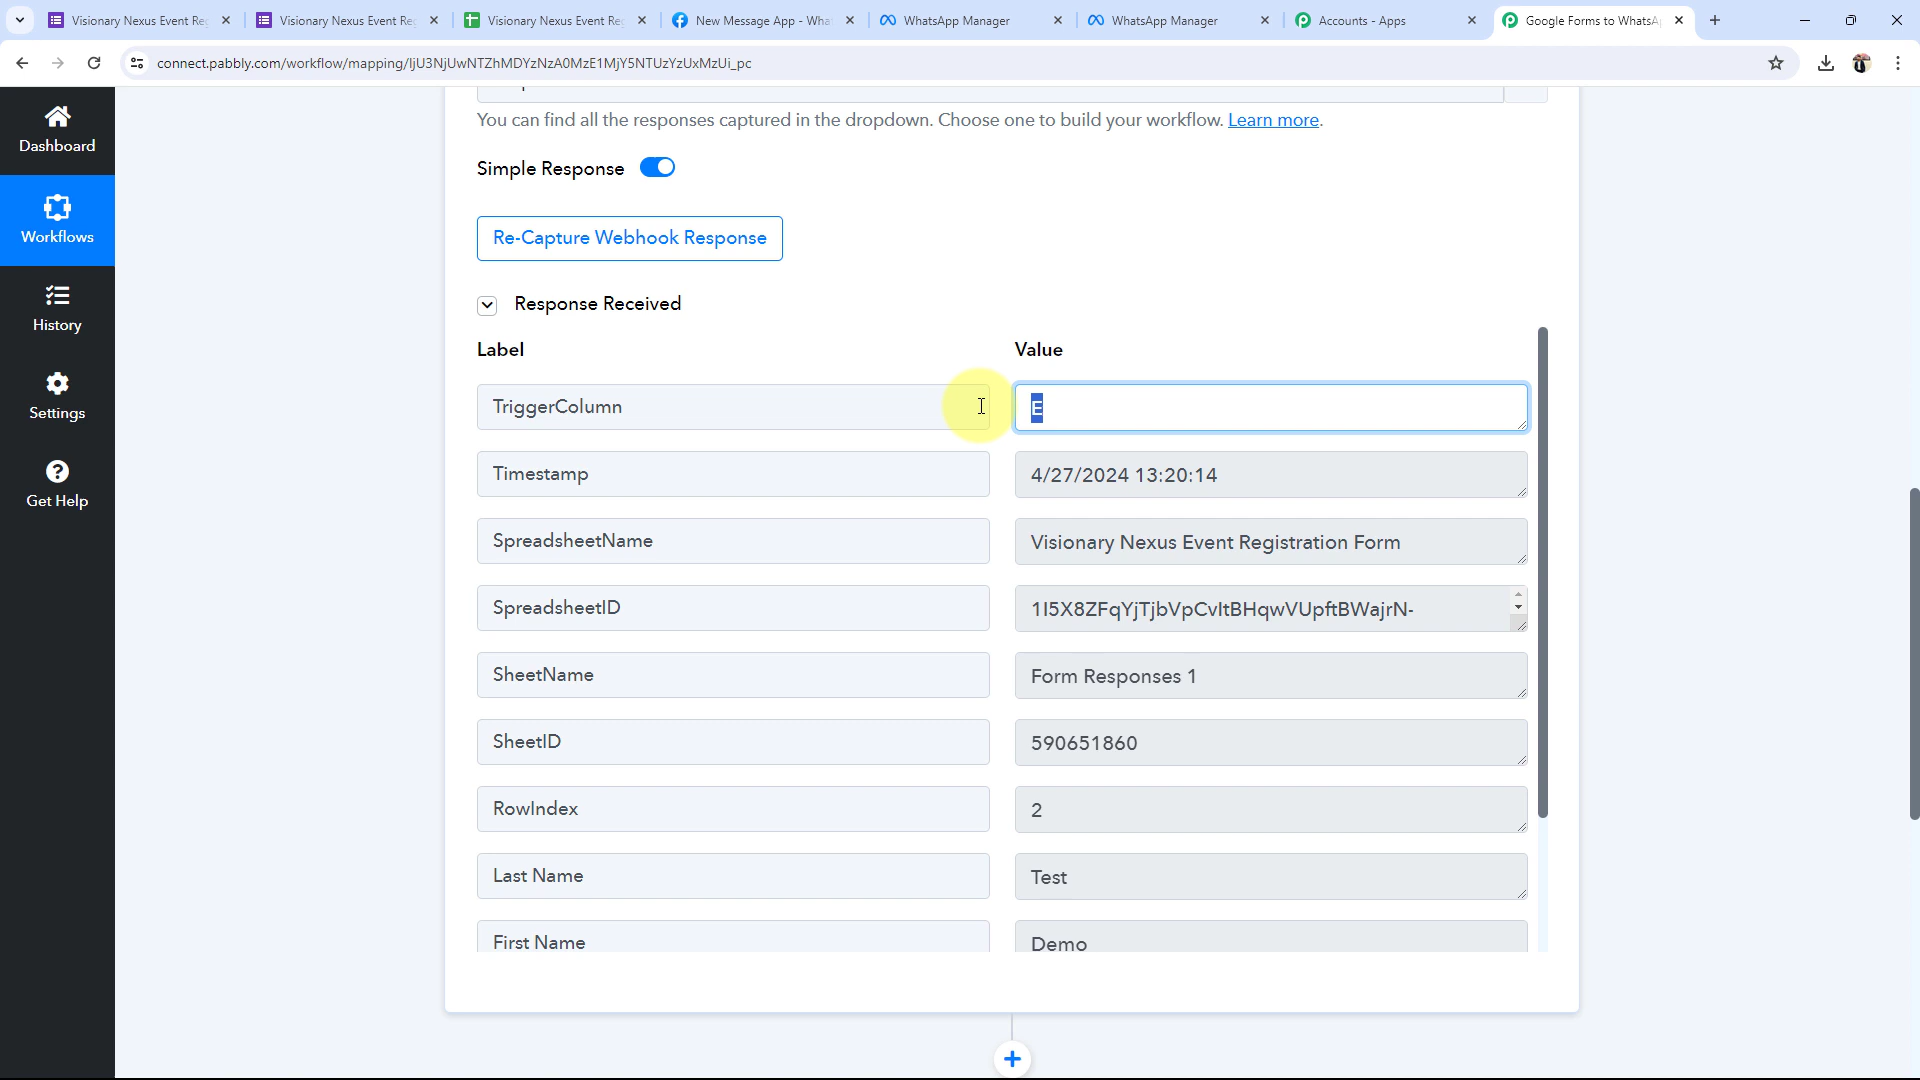 Visionary Nexus Event Re
Visionary Nexus Event Re
Visionary Nexus Event Re
New Message App - Wha
WhatsApp Manager
WhatsApp Manager
Accounts - Apps
Google Forms to WhatsA
connect.pabbly.com/workflow/mapping/IjU3NjUwNTZhMDYzNzA0MzE1MjY5NTUzYzUxMzUi_pc
Dashboard
Workflows
History
Settings
Get Help
You can find all the responses captured in the dropdown. Choose one to build your workflow. Learn more.
Simple Response
Re-Capture Webhook Response
Response Received
Label Value
TriggerColumn E
Timestamp 4/27/2024 13:20:14
SpreadsheetName Visionary Nexus Event Registration Form
SpreadsheetID 1I5X8ZFqYjTjbVpCvItBHqwVUpftBWajrN-
SheetName Form Responses 1
SheetID 590651860
RowIndex 2
Last Name Test
First Name Demo